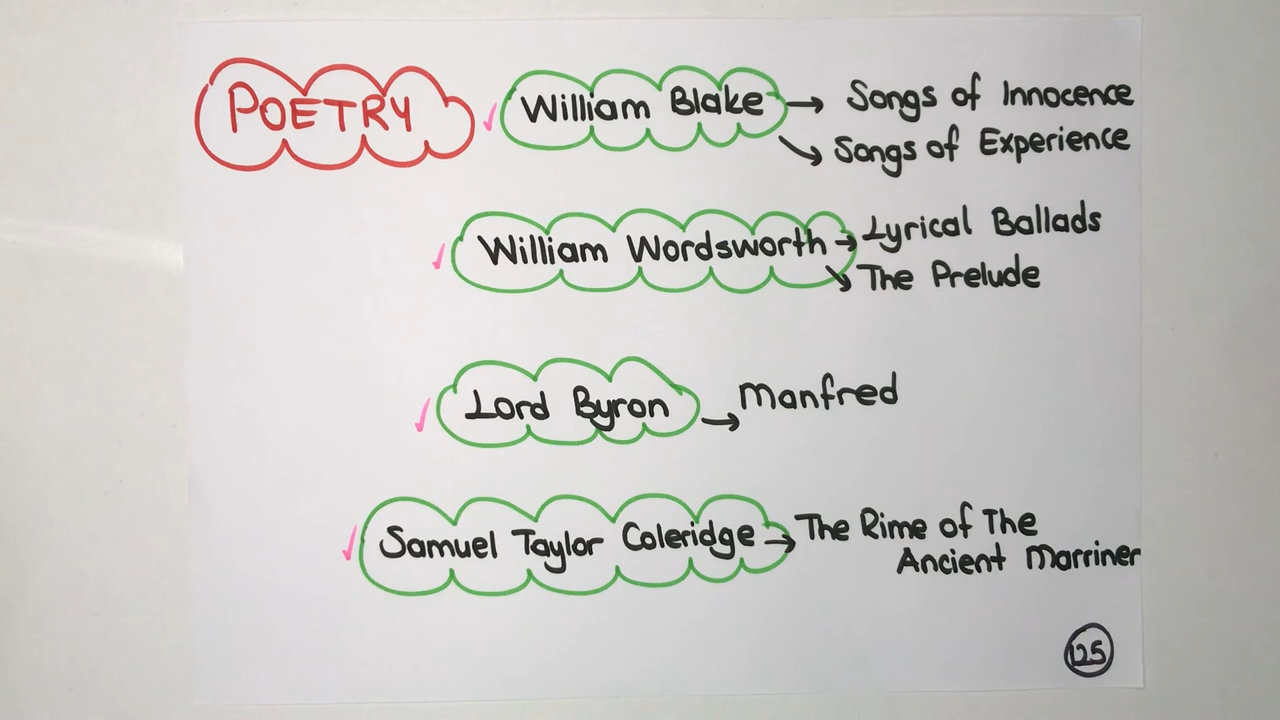 POETRY
William Blake → Songs of Innocence
↘ Songs of Experience
William Wordsworth → Lyrical Ballads
↘ The Prelude
Lord Byron → Manfred
Samuel Taylor Coleridge → The Rime of The
Ancient Marriner
125